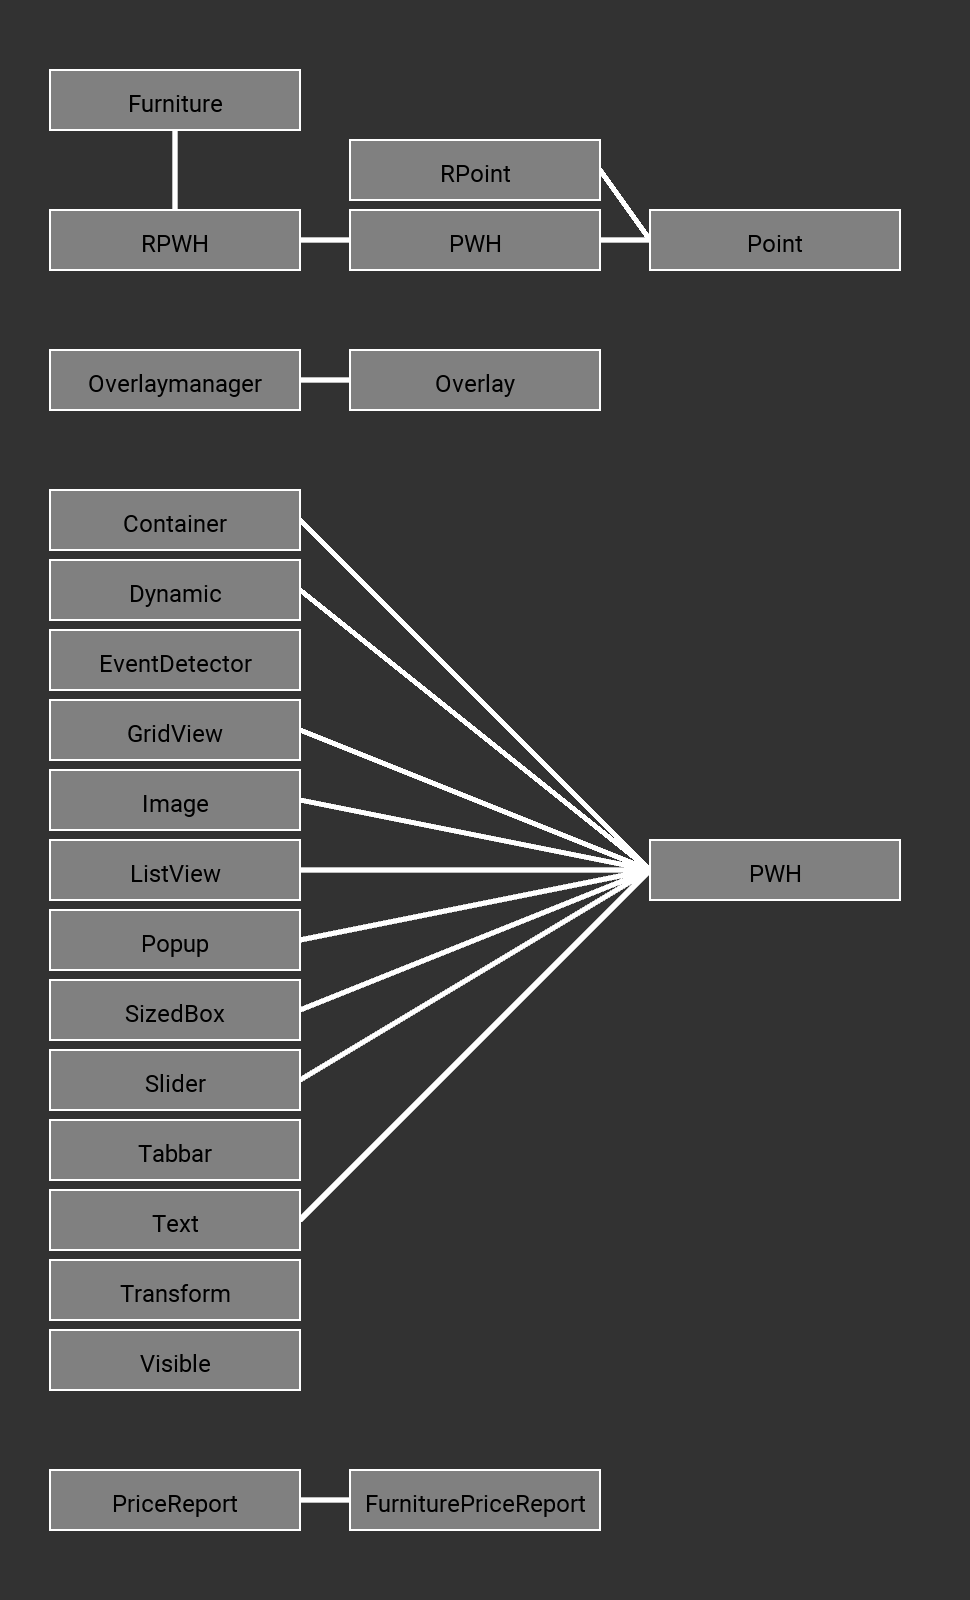 Furniture
RPoint
RPWH
PWH
Point
Overlaymanager
Overlay
Container
Dynamic
EventDetector
GridView
Image
ListView
PWH
Popup
SizedBox
Slider
Tabbar
Text
Transform
Visible
PriceReport
FurniturePriceReport